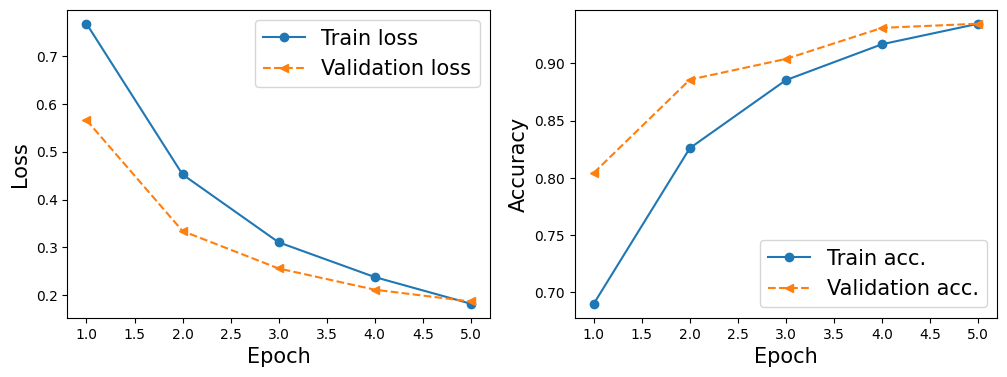 Train loss
Validation loss
0.7
0.6
0.5
0.4
0.3
0.2
Loss
1.0 1.5 2.0 2.5 3.0 3.5 4.0 4.5 5.0
Epoch
0.90
0.85
0.80
0.75
0.70
Accuracy
Train acc.
Validation acc.
1.0 1.5 2.0 2.5 3.0 3.5 4.0 4.5 5.0
Epoch